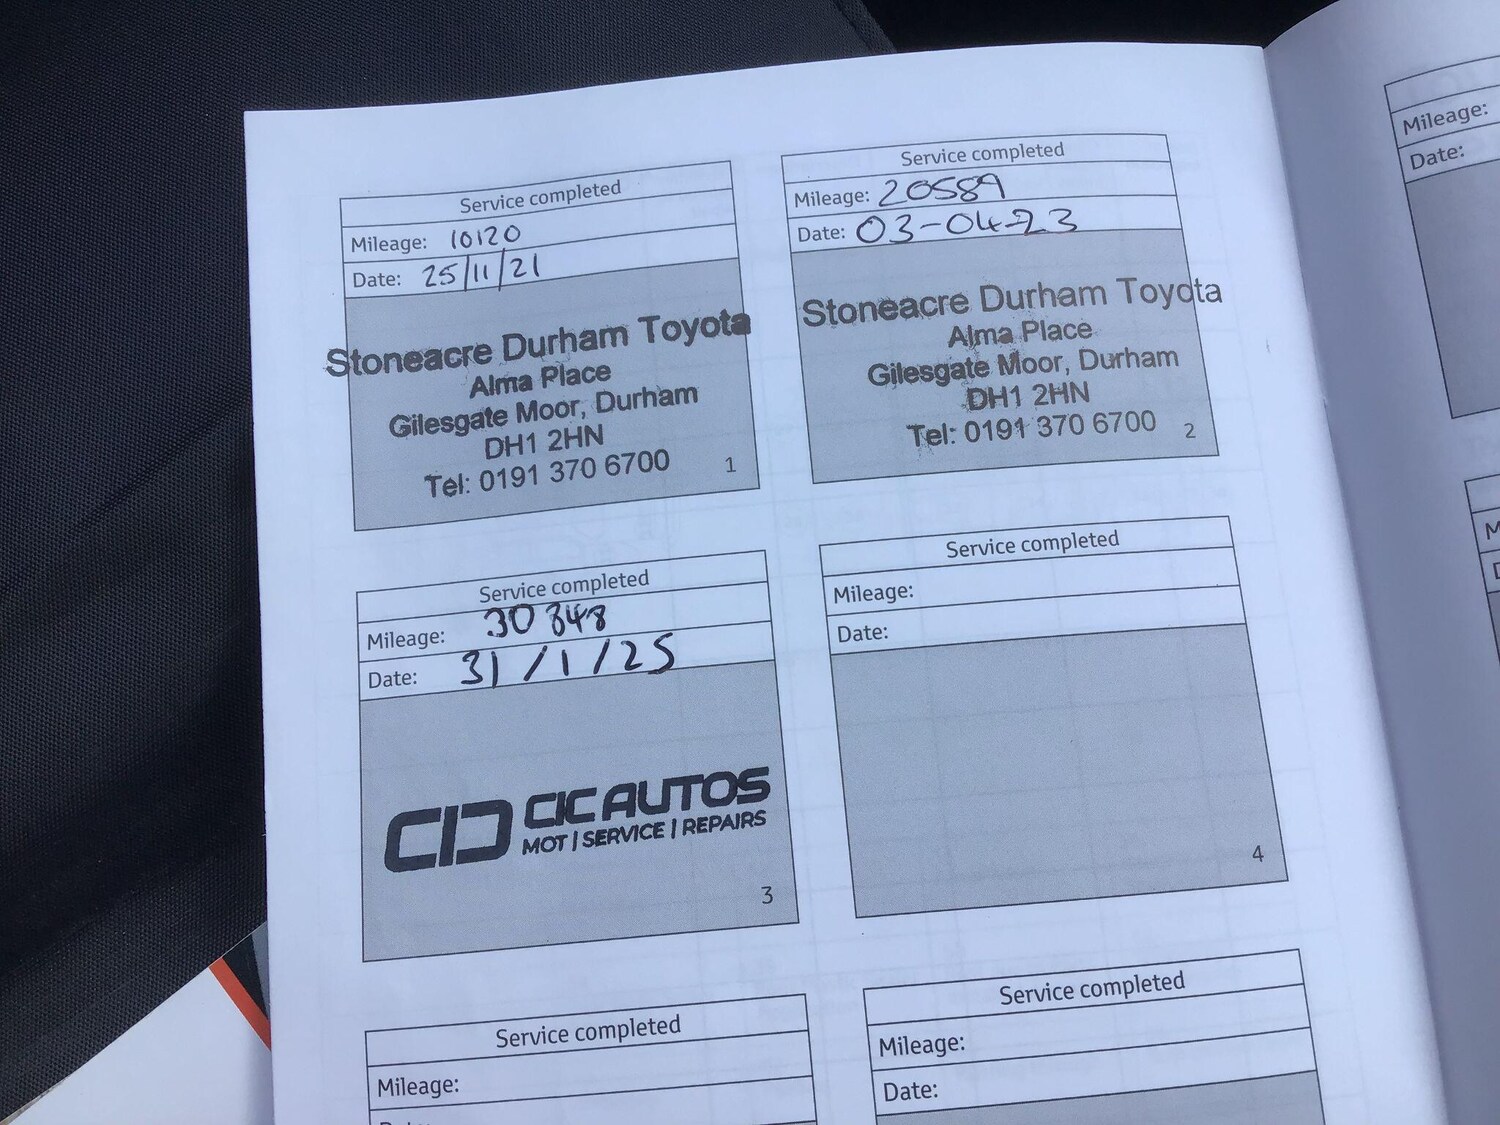 Service completed
Mileage: 10120
Date: 25/11/21
Stoneacre Durham Toyota
Alma Place
Gilesgate Moor, Durham
DH1 2HN
Tel: 0191 370 6700
1
Service completed
Mileage: 20589
Date: 03-04-23
Stoneacre Durham Toyota
Alma Place
Gilesgate Moor, Durham
DH1 2HN
Tel: 0191 370 6700
2
Service completed
Mileage: 30348
Date: 31/1/25
CIC AUTOS
MOT | SERVICE | REPAIRS
3
Service completed
Mileage:
Date:
4
Service completed
Mileage:
Service completed
Mileage:
Date:
Mileage:
Date: